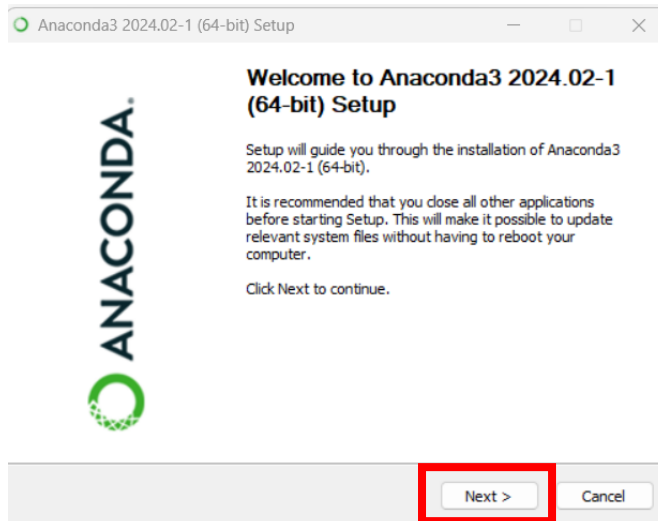 Anaconda3 2024.02-1 (64-bit) Setup
ANACONDA.
Welcome to Anaconda3 2024.02-1
(64-bit) Setup
Setup will guide you through the installation of Anaconda3
2024.02-1 (64-bit).
It is recommended that you close all other applications
before starting Setup. This will make it possible to update
relevant system files without having to reboot your
computer.
Click Next to continue.
Next >
Cancel